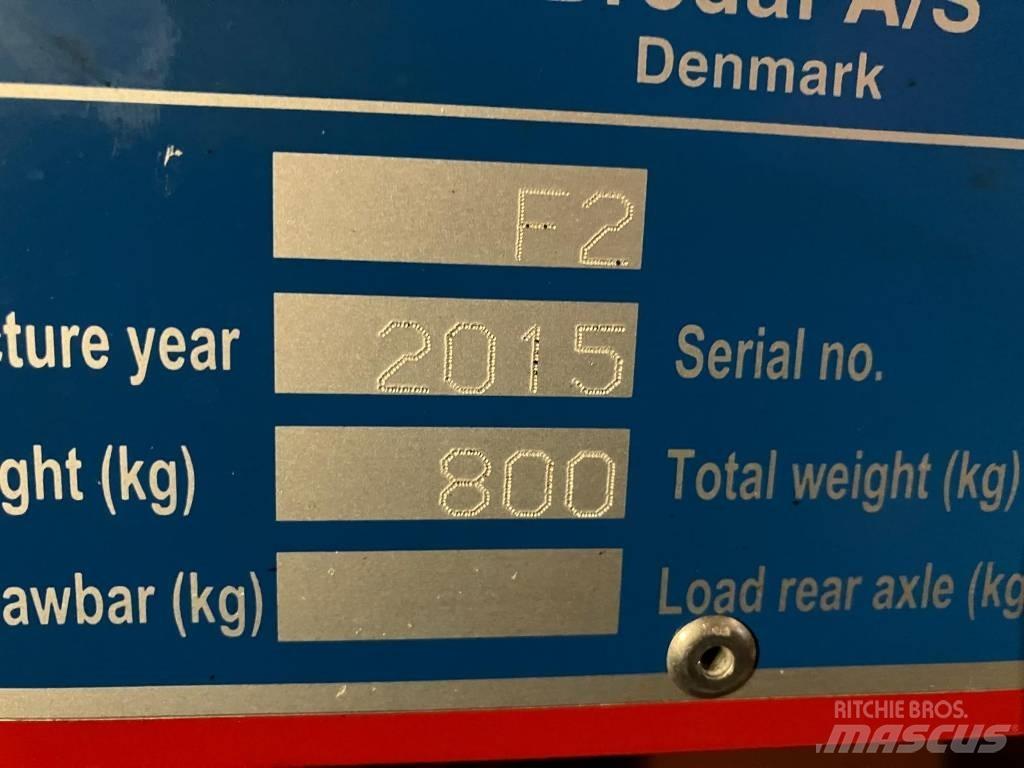 A/S
Denmark
F2
cture year 2015 Serial no.
ght (kg) 800 Total weight (kg)
awbar (kg) Load rear axle (kg
RITCHIE BROS.
MASCUS